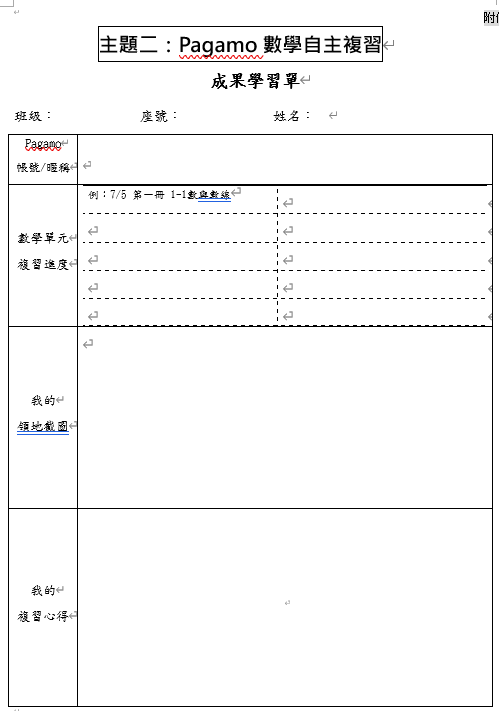 附
主題二：Pagamo 數學自主複習
成果學習單
班級： 座號： 姓名：
Pagamo
帳號/暱稱
例：7/5 第一冊 1-1數與數線
數學單元
複習進度
我的
領地截圖
我的
複習心得